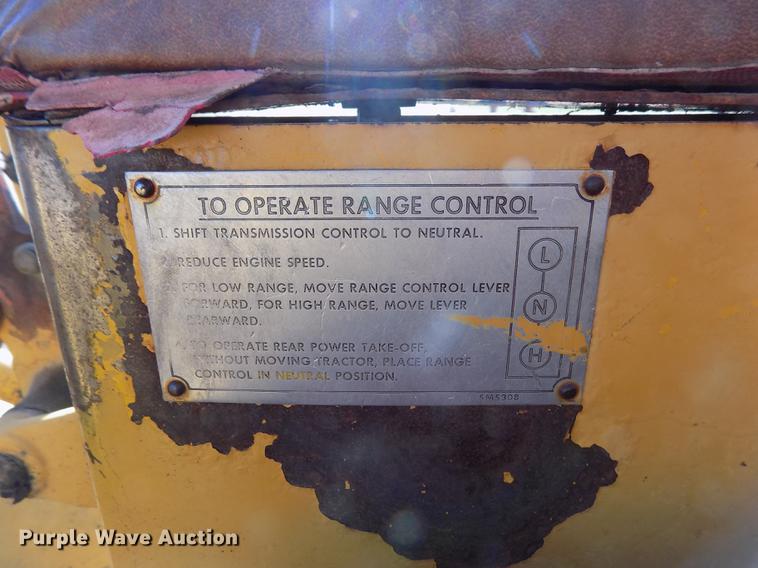 TO OPERATE RANGE CONTROL
1. SHIFT TRANSMISSION CONTROL TO NEUTRAL.
2. REDUCE ENGINE SPEED.
FOR LOW RANGE, MOVE RANGE CONTROL LEVER
FORWARD, FOR HIGH RANGE, MOVE LEVER
REARWARD.
TO OPERATE REAR POWER TAKE-OFF,
WITHOUT MOVING TRACTOR, PLACE RANGE
CONTROL IN NEUTRAL POSITION.
L
N
H
SM5308
Purple Wave Auction